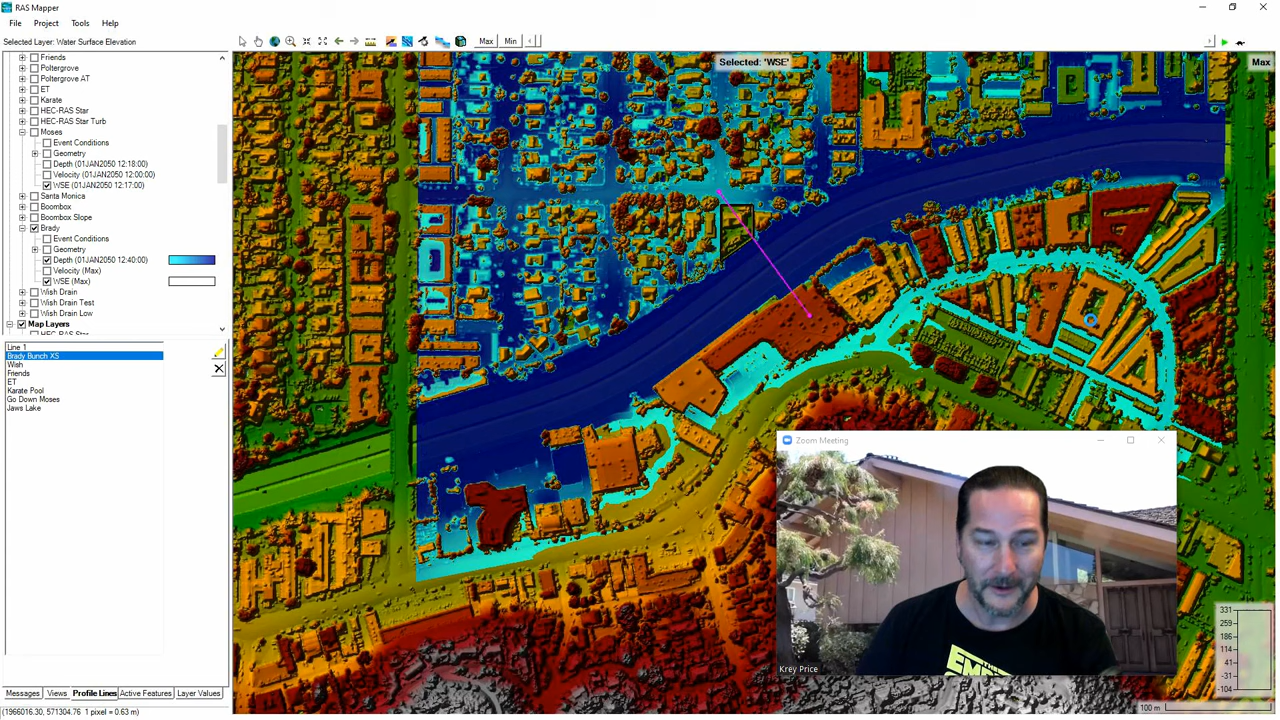 RAS Mapper
File Project Tools Help
Selected Layer: Water Surface Elevation
Max Min
Friends
Poltergrove
Poltergrove AT
ET
Karate
HEC-RAS Star
HEC-RAS Star Turb
Moses
Event Conditions
Geometry
Depth (01JAN2050 12:18:00)
Velocity (01JAN2050 12:00:00)
WSE (01JAN2050 12:17:00)
Santa Monica
Boombox
Boombox Slope
Brady
Event Conditions
Geometry
Depth (01JAN2050 12:40:00)
Velocity (Max)
WSE (Max)
Wish Drain
Wish Drain Test
Wish Drain Low
Map Layers
HEC-RAS Star
Line 1
Brady Bunch XS
Wish
Friends
ET
Karate Pool
Go Down Moses
Jaws Lake
Messages Views Profile Lines Active Features Layer Values
(1966016.30, 571304.76 1 pixel = 0.63 m)
Selected: 'WSE'
Max
Zoom Meeting
Krey Price
331
259
186
114
41
-31
-104
100 m